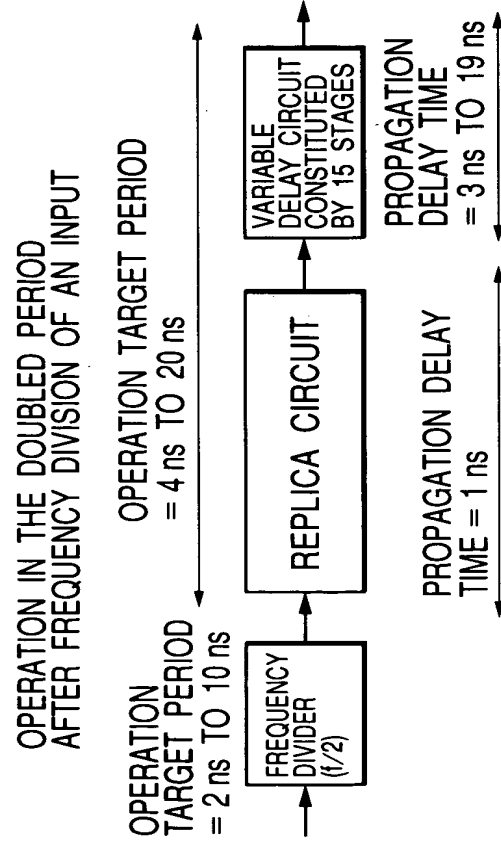 OPERATION IN THE DOUBLED PERIOD
AFTER FREQUENCY DIVISION OF AN INPUT
OPERATION
TARGET PERIOD
= 2 ns TO 10 ns
OPERATION TARGET PERIOD
= 4 ns TO 20 ns
FREQUENCY
DIVIDER
(f/2)
REPLICA CIRCUIT
VARIABLE
DELAY CIRCUIT
CONSTITUTED
BY 15 STAGES
PROPAGATION DELAY
TIME = 1 ns
PROPAGATION
DELAY TIME
= 3 ns TO 19 ns